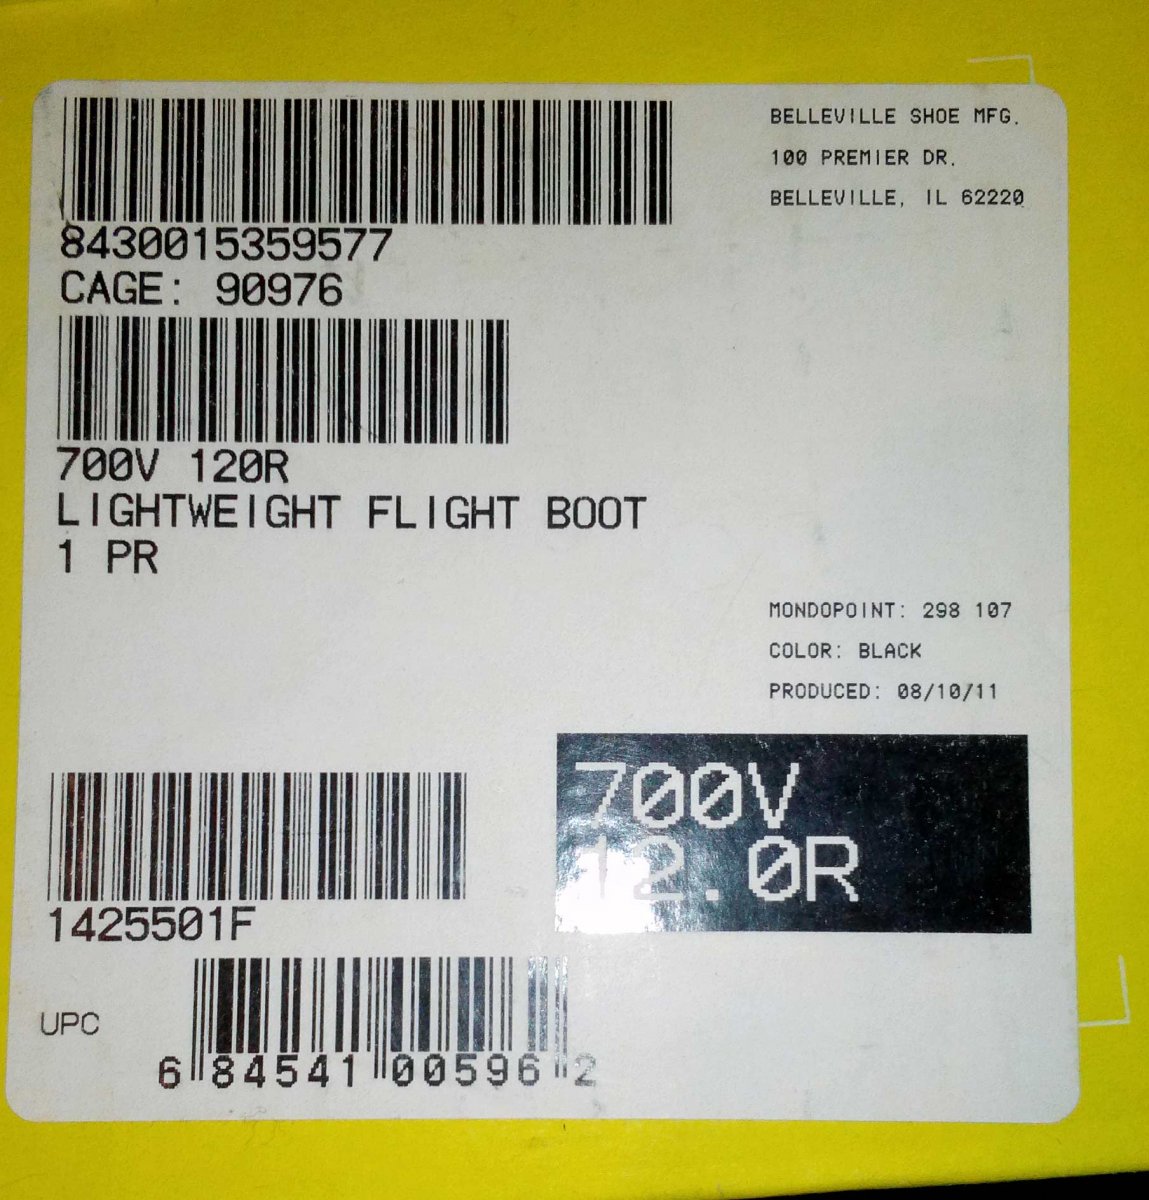 BELLEVILLE SHOE MFG.
100 PREMIER DR.
BELLEVILLE, IL 62220
8430015359577
CAGE: 90976
700V 120R
LIGHTWEIGHT FLIGHT BOOT
1 PR
MONDOPOINT: 298 107
COLOR: BLACK
PRODUCED: 08/10/11
700V
12.0R
1425501F
UPC
6 84541 00596 2